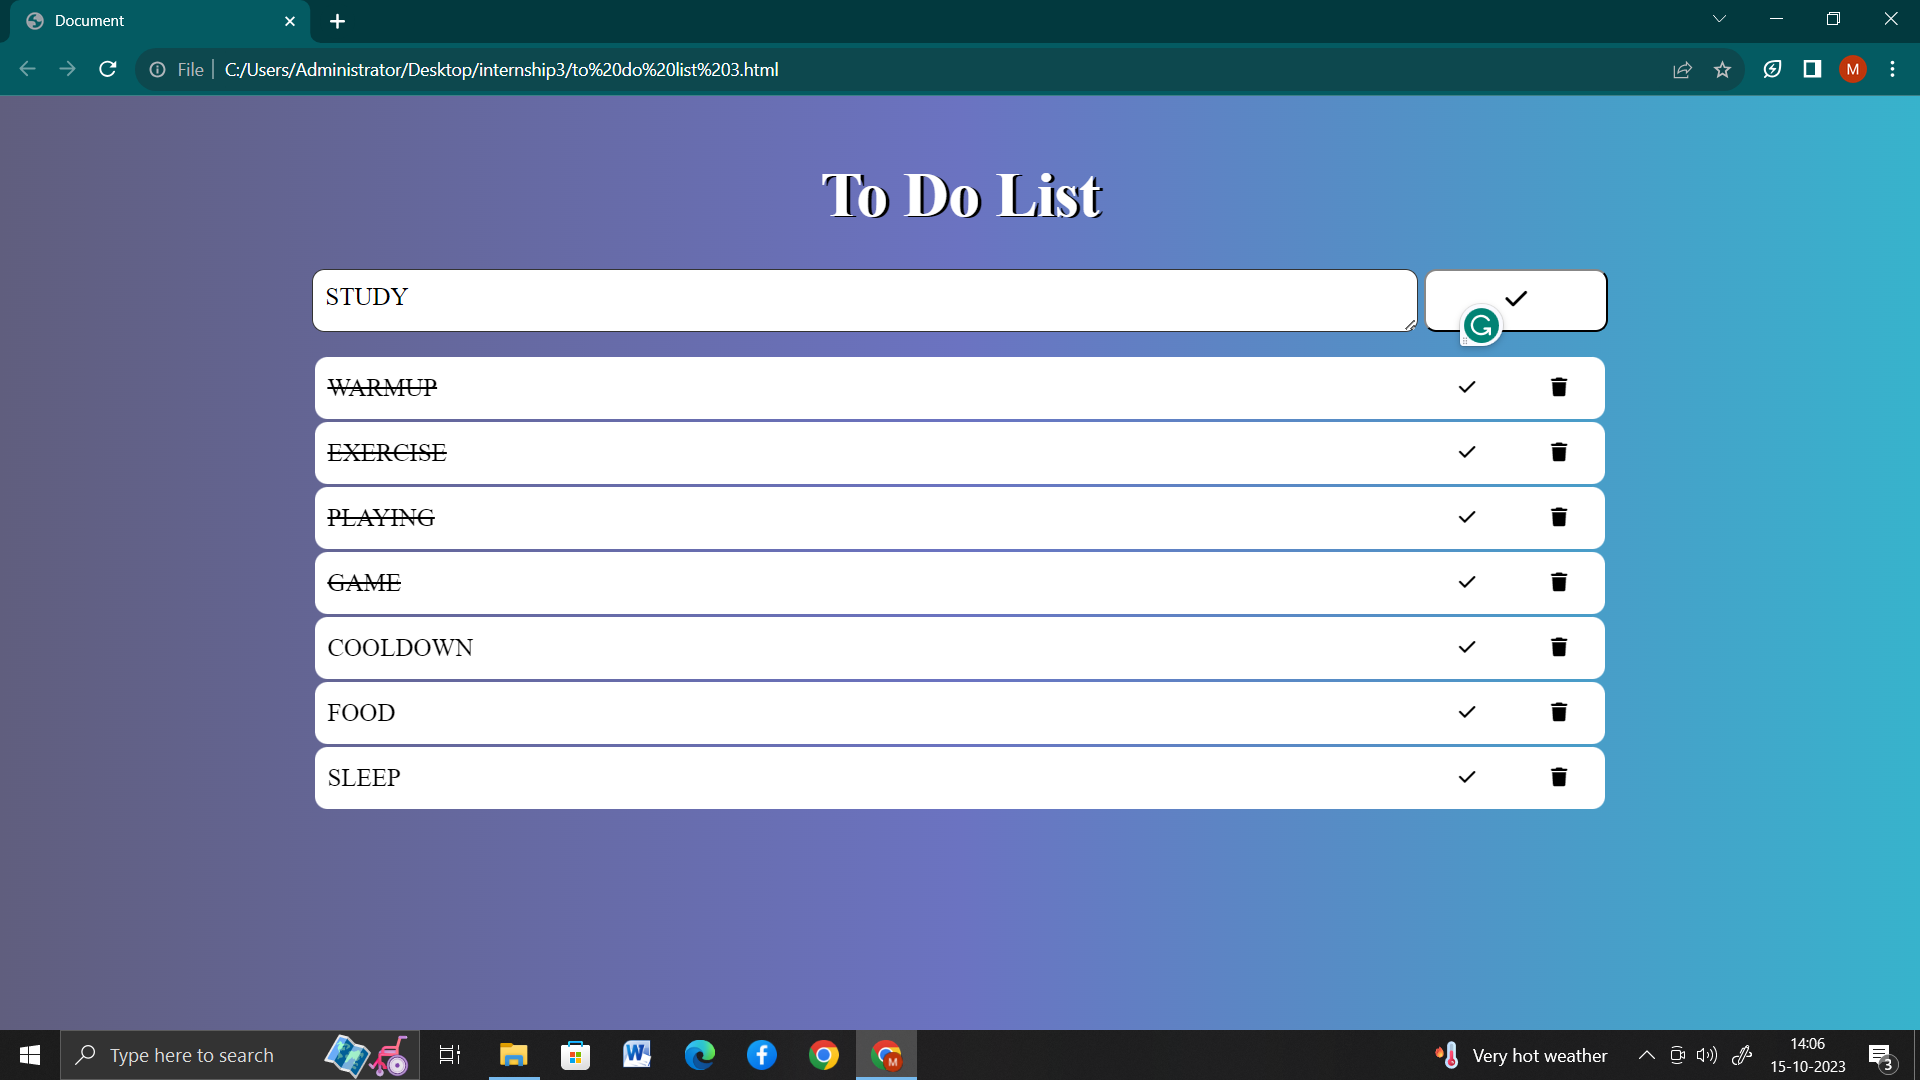 Document
File
C:/Users/Administrator/Desktop/internship3/to%20do%20list%203.html
M
To Do List
STUDY
G
WARMUP
EXERCISE
PLAYING
GAME
COOLDOWN
FOOD
SLEEP
Type here to search
W
M
Very hot weather
14:06
15-10-2023
3